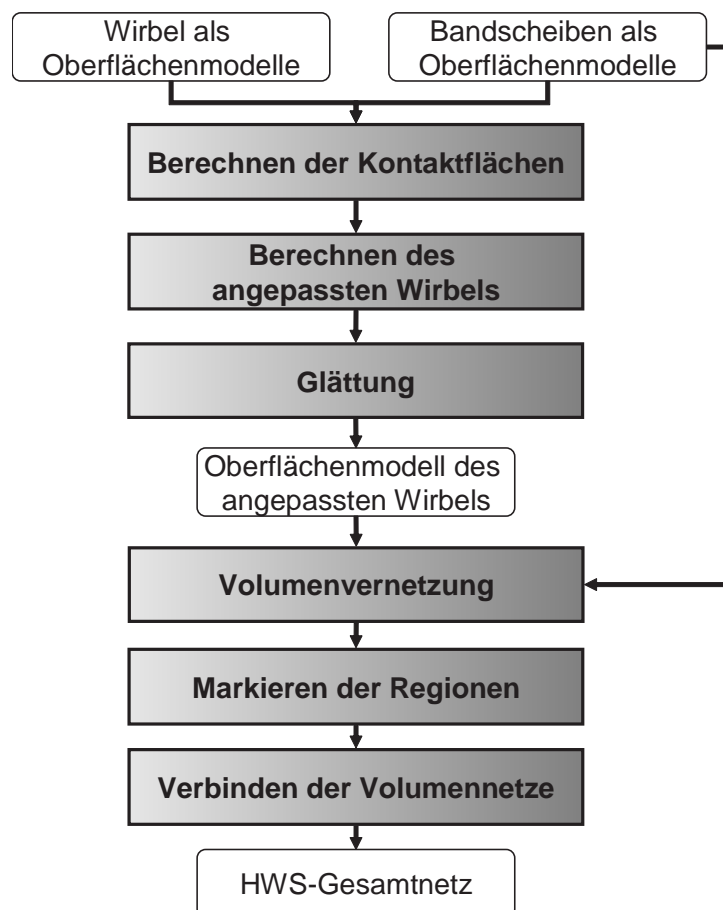 Wirbel als
Oberflächenmodelle
Bandscheiben als
Oberflächenmodelle
Berechnen der Kontaktflächen
Berechnen des
angepassten Wirbels
Glättung
Oberflächenmodell des
angepassten Wirbels
Volumenvernetzung
Markieren der Regionen
Verbinden der Volumennetze
HWS-Gesamtnetz